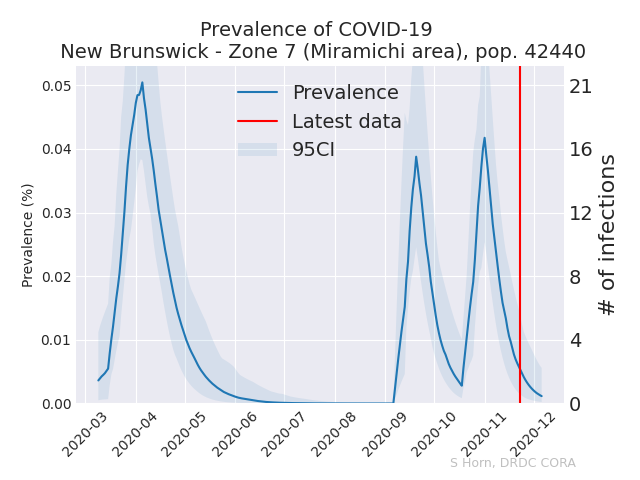 Prevalence of COVID-19
New Brunswick - Zone 7 (Miramichi area), pop. 42440
Prevalence
Latest data
95CI
Prevalence (%)
0.05
0.04
0.03
0.02
0.01
0.00
21
16
12
8
4
0
# of infections
2020-03
2020-04
2020-05
2020-06
2020-07
2020-08
2020-09
2020-10
2020-11
2020-12
S Horn, DRDC CORA